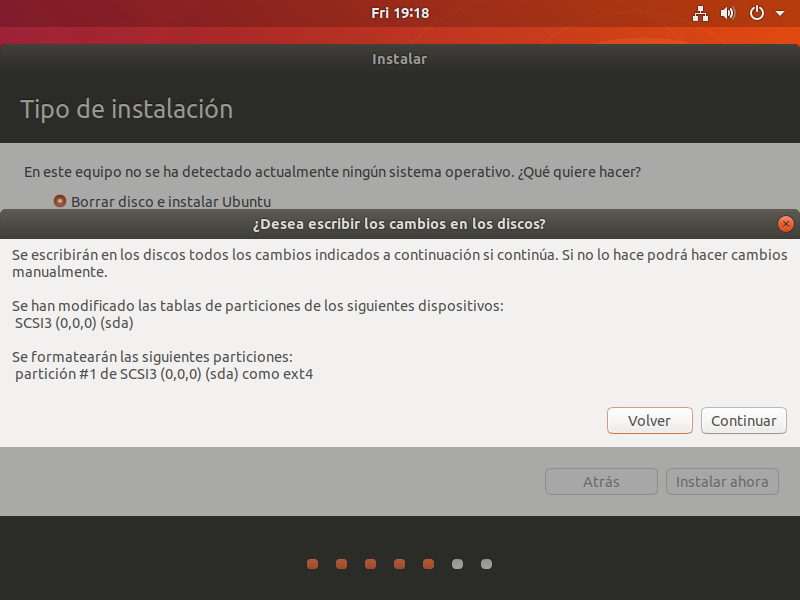 Fri 19:18
Instalar
Tipo de instalación
En este equipo no se ha detectado actualmente ningún sistema operativo. ¿Qué quiere hacer?
Borrar disco e instalar Ubuntu
¿Desea escribir los cambios en los discos?
Se escribirán en los discos todos los cambios indicados a continuación si continúa. Si no lo hace podrá hacer cambios
manualmente.
Se han modificado las tablas de particiones de los siguientes dispositivos:
SCSI3 (0,0,0) (sda)
Se formatearán las siguientes particiones:
partición #1 de SCSI3 (0,0,0) (sda) como ext4
Volver Continuar
Atrás Instalar ahora